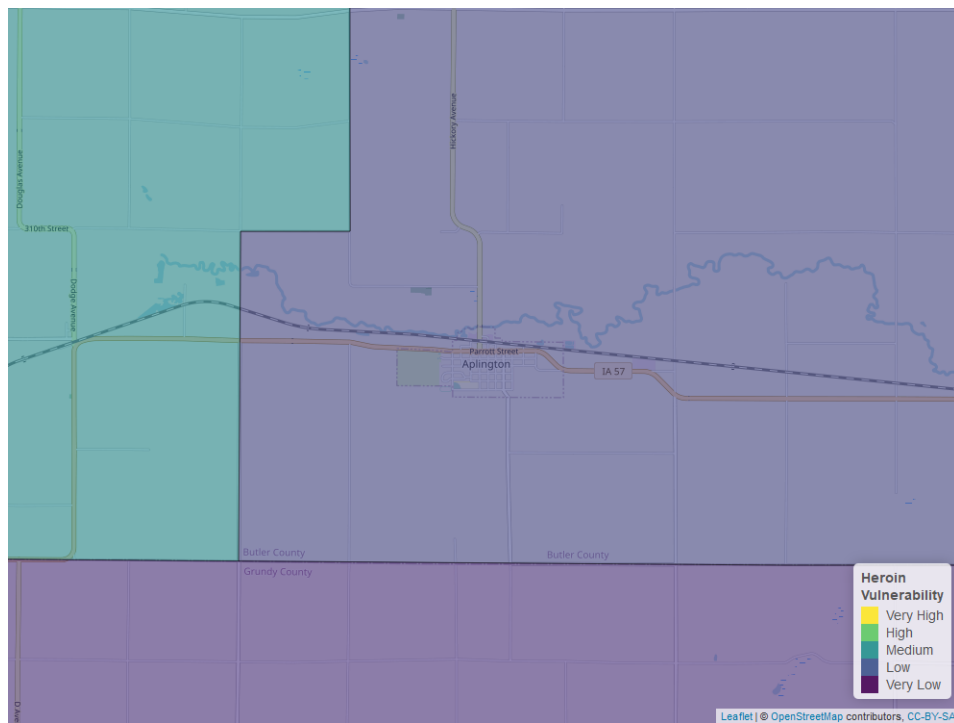 Hickory Avenue
Douglas Avenue
310th Street
Dodge Avenue
Parrott Street
Aplington
IA 57
Butler County
Butler County
Grundy County
D Ave
Heroin
Vulnerability
Very High
High
Medium
Low
Very Low
Leaflet | © OpenStreetMap contributors, CC-BY-SA